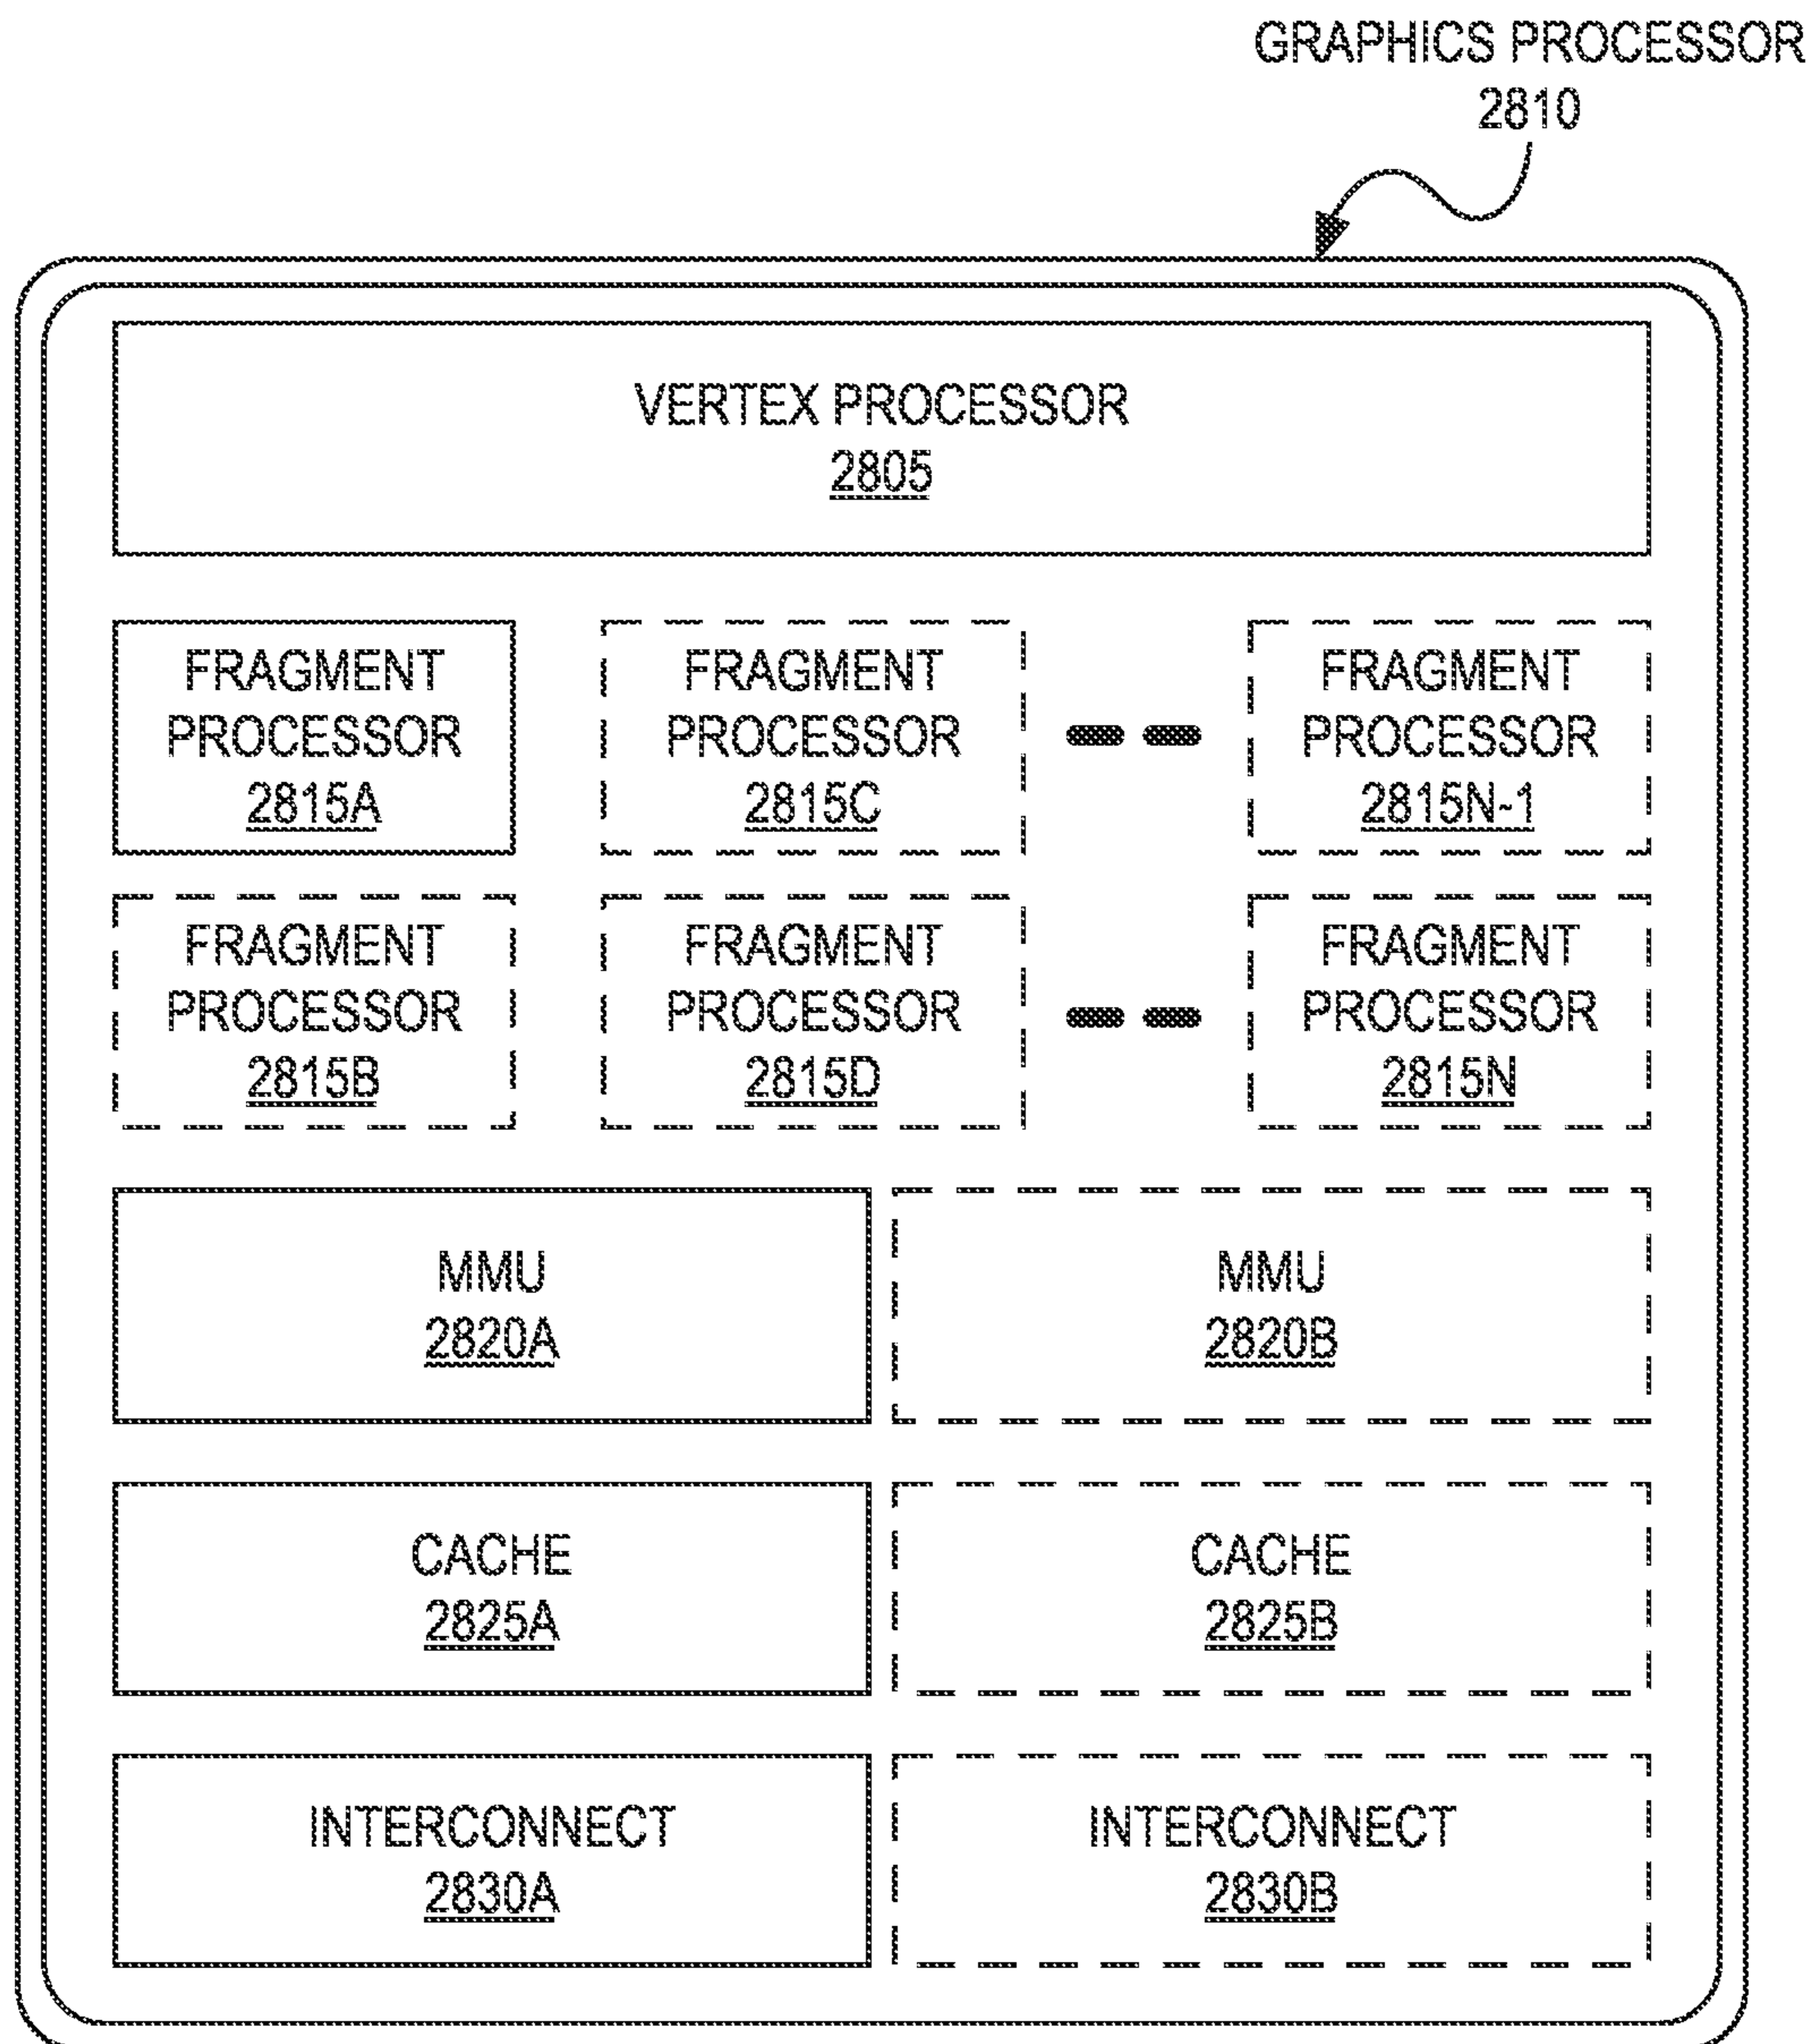 GRAPHICS PROCESSOR
2810
VERTEX PROCESSOR
2805
FRAGMENT
PROCESSOR
2815A
FRAGMENT
PROCESSOR
2815C
FRAGMENT
PROCESSOR
2815N-1
FRAGMENT
PROCESSOR
2815B
FRAGMENT
PROCESSOR
2815D
FRAGMENT
PROCESSOR
2815N
MMU
2820A
MMU
2820B
CACHE
2825A
CACHE
2825B
INTERCONNECT
2830A
INTERCONNECT
2830B